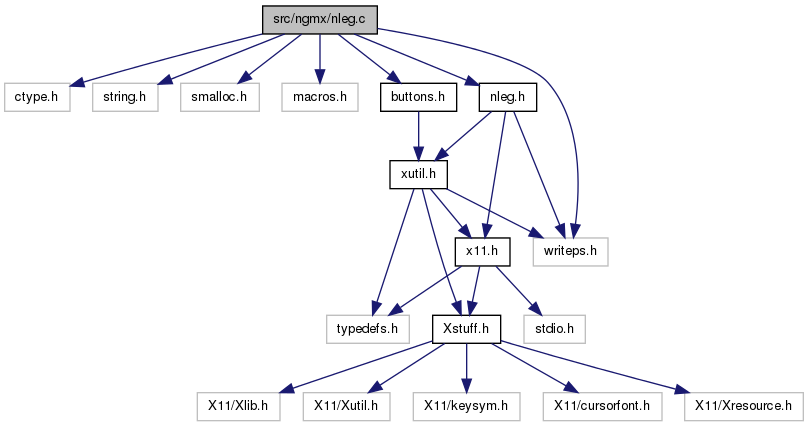 src/ngmx/nleg.c
ctype.h
string.h
smalloc.h
macros.h
buttons.h
nleg.h
xutil.h
x11.h
writeps.h
typedefs.h
Xstuff.h
stdio.h
X11/Xlib.h
X11/Xutil.h
X11/keysym.h
X11/cursorfont.h
X11/Xresource.h